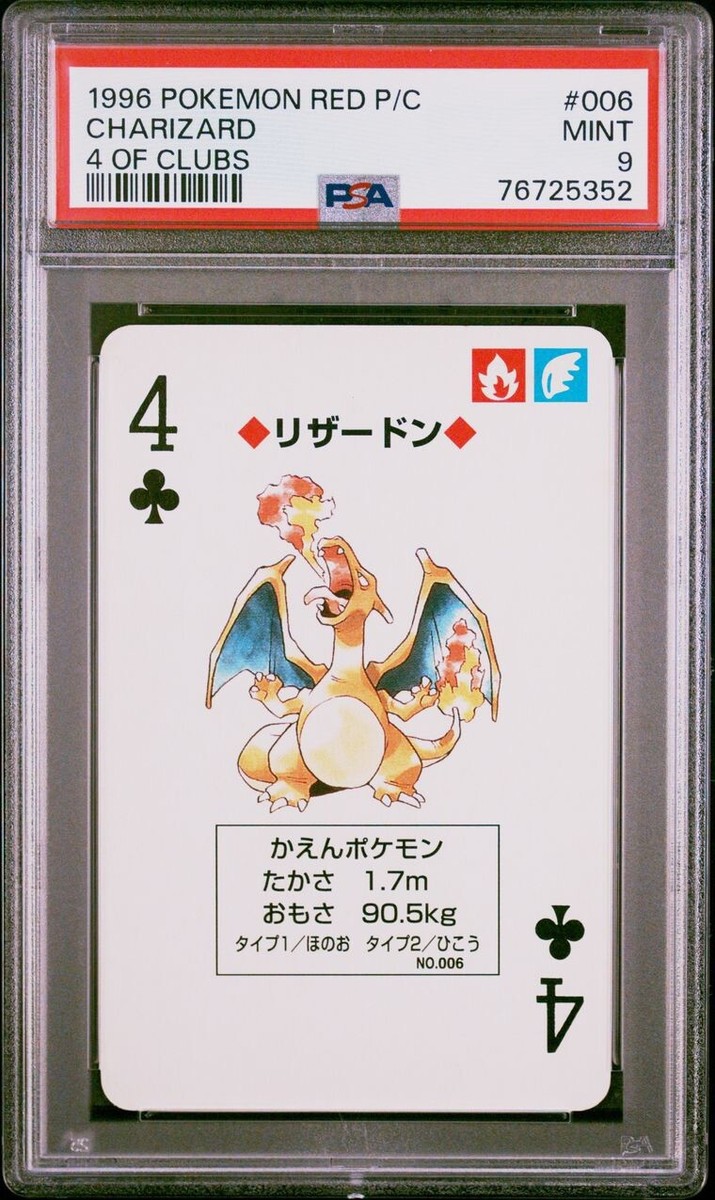 1996 POKEMON RED P/C #006
CHARIZARD MINT
4 OF CLUBS 9
PSA 76725352
4
◆リザードン◆
かえんポケモン
たかさ 1.7m
おもさ 90.5kg
タイプ1/ほのお タイプ2/ひこう
NO.006
4